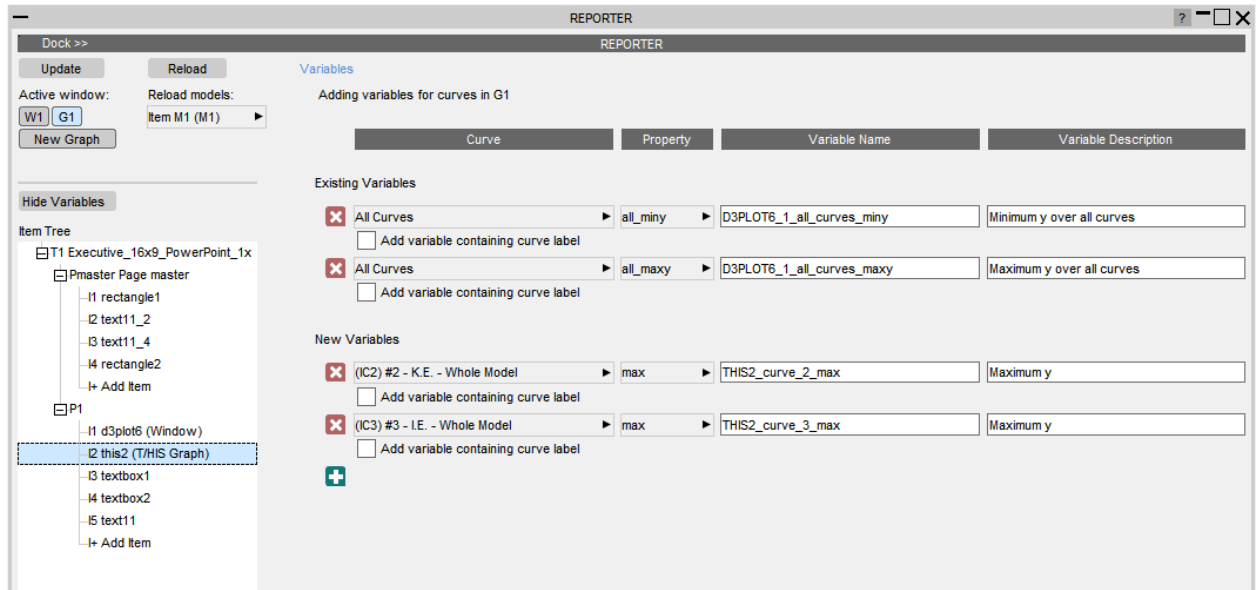 REPORTER
?
Dock >> REPORTER
Update Reload Variables
Active window: Reload models: Adding variables for curves in G1
W1 G1 Item M1 (M1)
New Graph Curve Property Variable Name Variable Description
Existing Variables
Hide Variables
All Curves all_miny D3PLOT6_1_all_curves_miny Minimum y over all curves
Item Tree
Add variable containing curve label
T1 Executive_16x9_PowerPoint_1x
All Curves all_maxy D3PLOT6_1_all_curves_maxy Maximum y over all curves
Pmaster Page master
Add variable containing curve label
I1 rectangle1
I2 text11_2
I3 text11_4
New Variables
I4 rectangle2
(IC2) #2 - K.E. - Whole Model max THIS2_curve_2_max Maximum y
I+ Add Item
Add variable containing curve label
P1
(IC3) #3 - I.E. - Whole Model max THIS2_curve_3_max Maximum y
I1 d3plot6 (Window)
Add variable containing curve label
I2 this2 (T/HIS Graph)
I3 textbox1
I4 textbox2
I5 text11
I+ Add Item